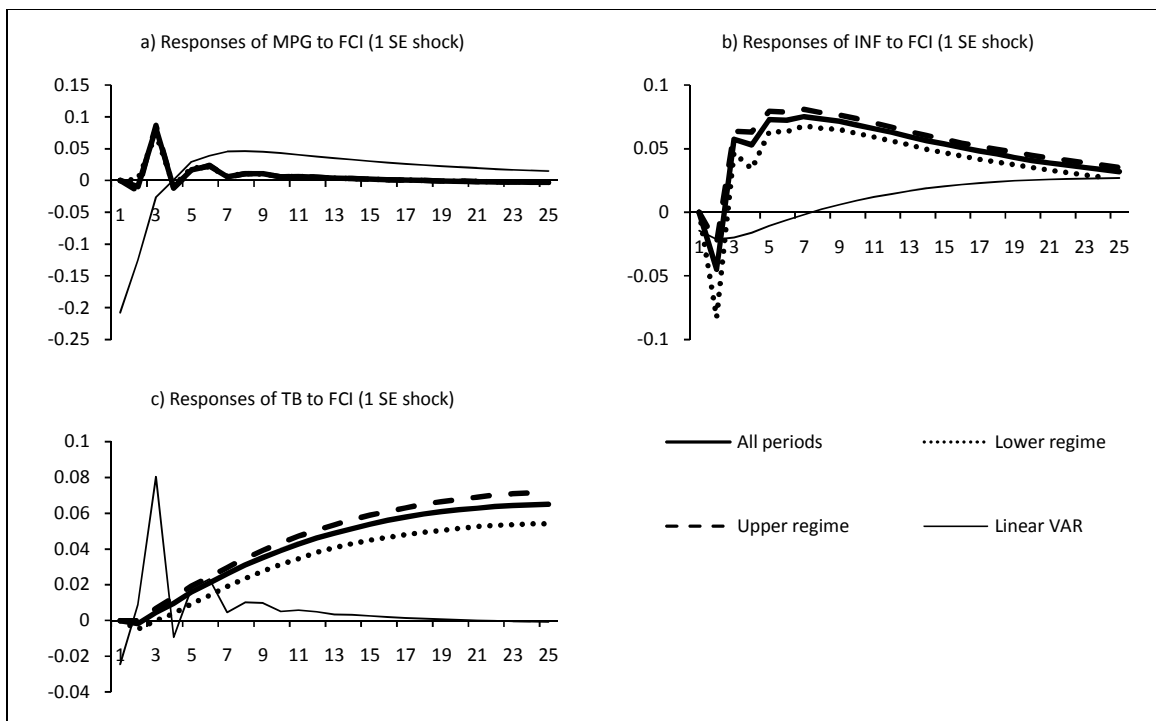 a) Responses of MPG to FCI (1 SE shock)
0.15
0.1
0.05
0
-0.05
-0.1
-0.15
-0.2
-0.25
1 3 5 7 9 11 13 15 17 19 21 23 25
b) Responses of INF to FCI (1 SE shock)
0.1
0.05
0
-0.05
-0.1
1 3 5 7 9 11 13 15 17 19 21 23 25
c) Responses of TB to FCI (1 SE shock)
0.1
0.08
0.06
0.04
0.02
0
-0.02
-0.04
1 3 5 7 9 11 13 15 17 19 21 23 25
All periods
Lower regime
Upper regime
Linear VAR